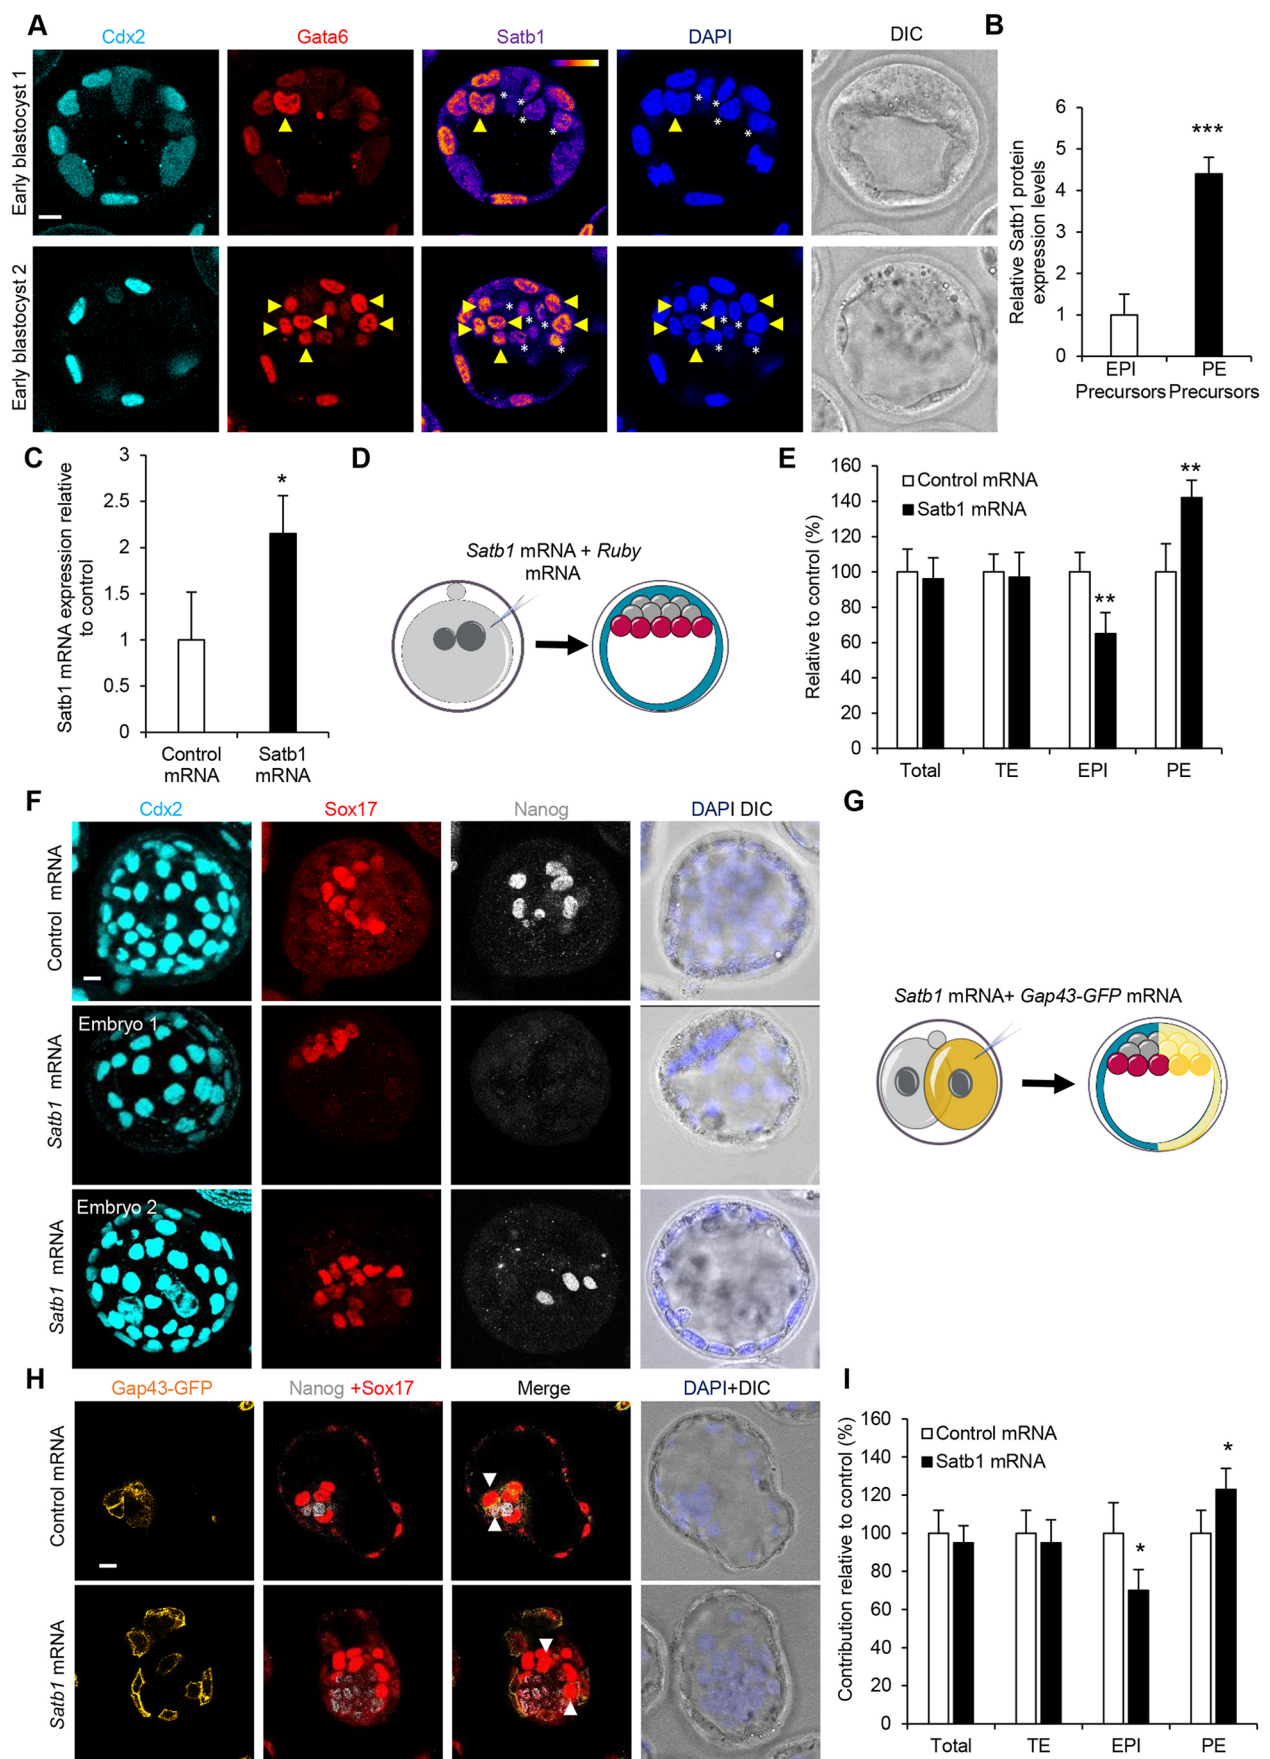 A
Cdx2
Gata6
Satb1
DAPI
DIC
Early blastocyst 1
*
*
*
*
*
*
*
*
Early blastocyst 2
*
*
*
*
*
*
*
*
*
*
B
Relative Satb1 protein
expression levels
6
5
4
3
2
1
0
***
EPI
Precursors
PE
Precursors
C
Satb1 mRNA expression relative
to control
3
2.5
2
1.5
1
0.5
0
*
Control
mRNA
Satb1
mRNA
D
Satb1 mRNA + Ruby
mRNA
E
Relative to control (%)
160
140
120
100
80
60
40
20
0
Control mRNA
Satb1 mRNA
**
**
Total
TE
EPI
PE
F
Cdx2
Sox17
Nanog
DAPI DIC
Control mRNA
Satb1 mRNA
Embryo 1
Satb1 mRNA
Embryo 2
G
Satb1 mRNA+ Gap43-GFP mRNA
H
Gap43-GFP
Nanog +Sox17
Merge
DAPI+DIC
Control mRNA
Satb1 mRNA
I
Contribution relative to control (%)
160
140
120
100
80
60
40
20
0
Control mRNA
Satb1 mRNA
*
*
Total
TE
EPI
PE